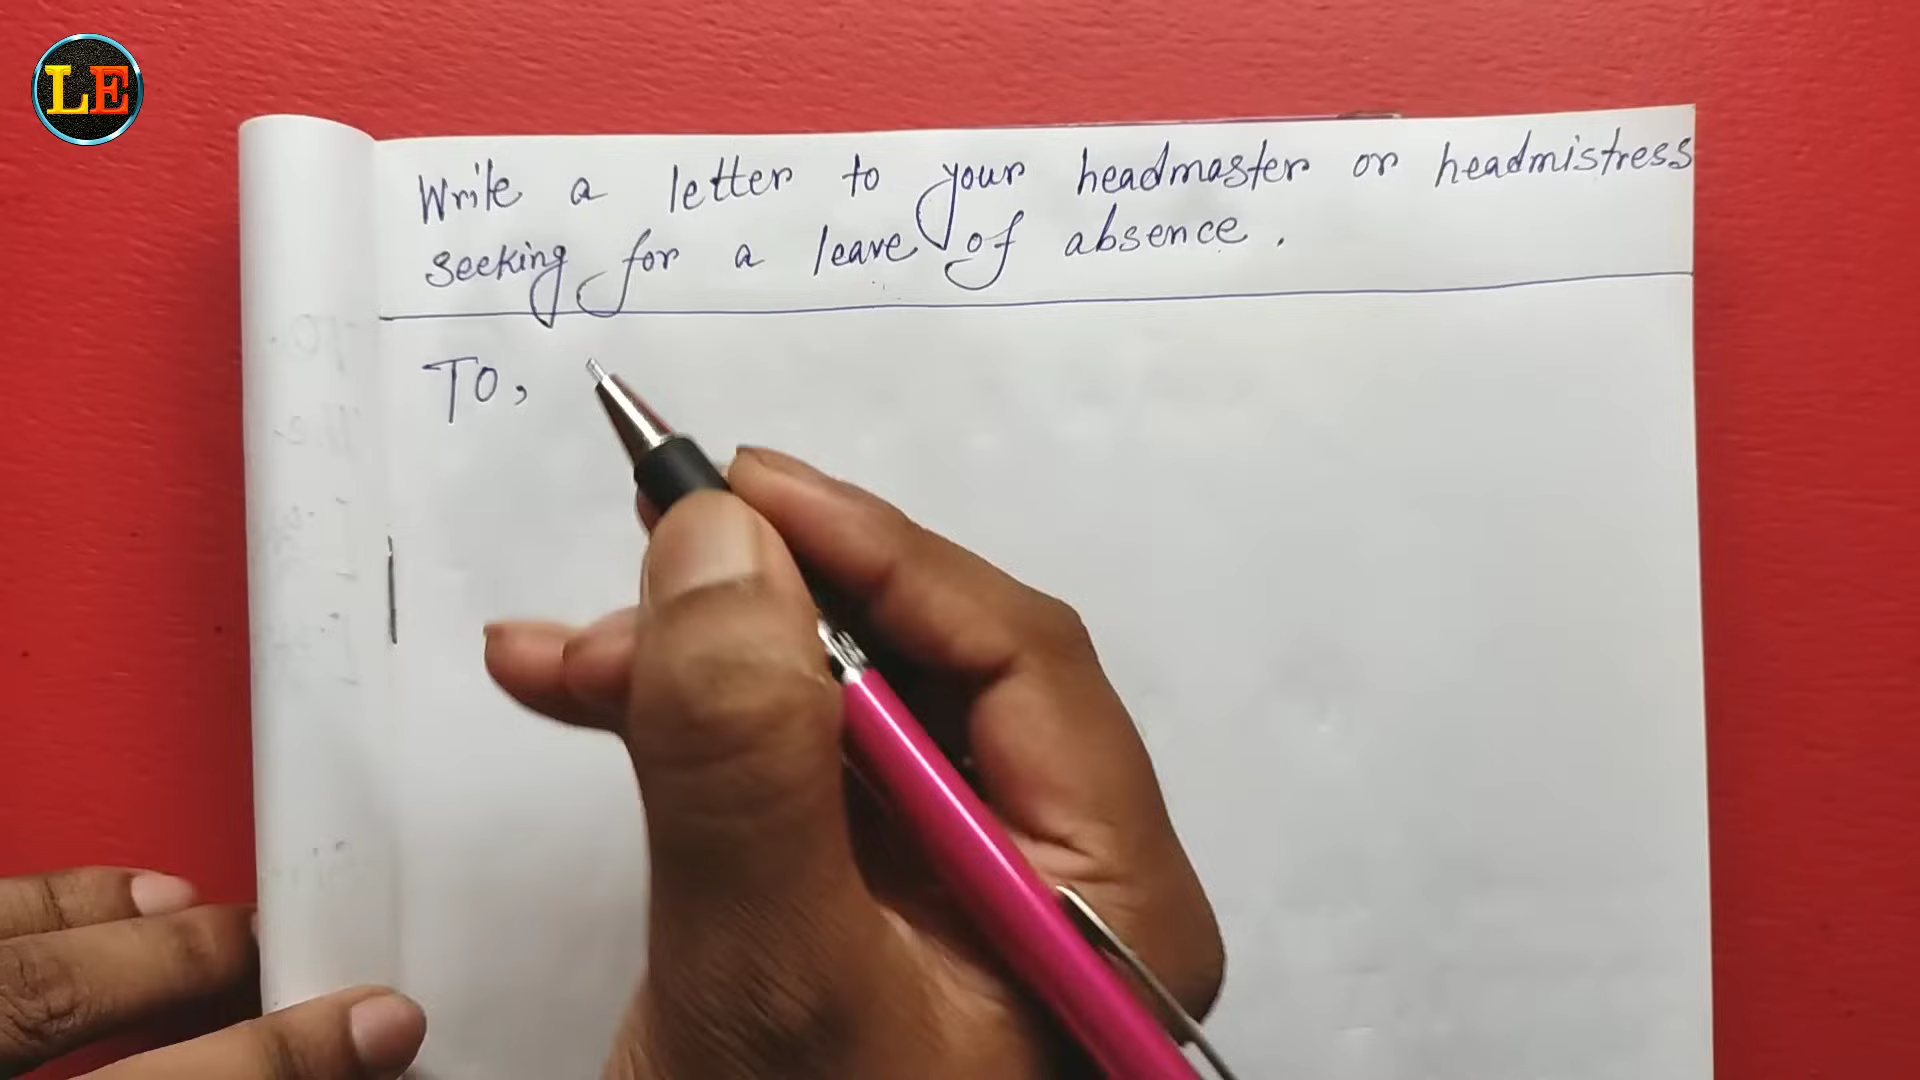 LE
Write a letter to your headmaster or headmistress
seeking for a leave of absence.
TO,